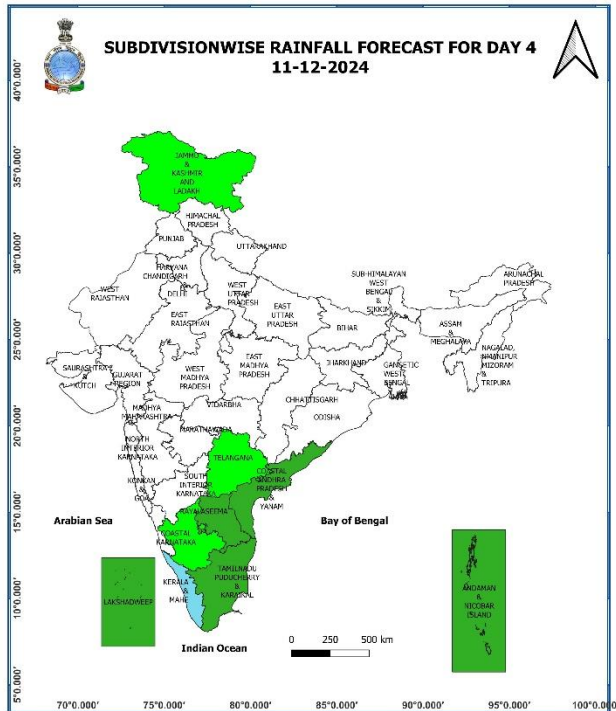 SUBDIVISIONWISE RAINFALL FORECAST FOR DAY 4
11-12-2024
40°0.000'
35°0.000'
30°0.000'
25°0.000'
20°0.000'
15°0.000'
10°0.000'
5°0.000'
JAMMU
&
KASHMIR
AND
LADAKH
HIMACHAL
PRADESH
PUNJAB
UTTARAKHAND
HARYANA
CHANDIGARH
&
DELHI
WEST
RAJASTHAN
WEST
UTTAR
PRADESH
SUB-HIMALAYAN
WEST
BENGAL
&
SIKKIM
ARUNACHAL
PRADESH
EAST
RAJASTHAN
EAST
UTTAR
PRADESH
BIHAR
ASSAM
&
MEGHALAYA
SAURASHTRA
&
KUTCH
GUJARAT
REGION
WEST
MADHYA
PRADESH
EAST
MADHYA
PRADESH
JHARKHAND
GANGETIC
WEST
BENGAL
MIZORAM
&
TRIPURA
MADHYA
MAHARASHTRA
VIDARBHA
CHHATTISGARH
ODISHA
MARATHAWADA
NORTH
INTERIOR
KARNATAKA
TELANGANA
KONKAN
&
GOA
SOUTH
INTERIOR
KARNATAKA
COASTAL
ANDHRA
PRADESH
&
YANAM
RAYALASEEMA
Arabian Sea
Bay of Bengal
COASTAL
KARNATAKA
LAKSHADWEEP
KERALA
&
MAHE
TAMILNADU
PUDUCHERRY
&
KARAIKAL
ANDAMAN
&
NICOBAR
ISLAND
Indian Ocean
0 250 500 km
70°0.000' 75°0.000' 80°0.000' 85°0.000' 90°0.000' 95°0.000' 100°0.000'